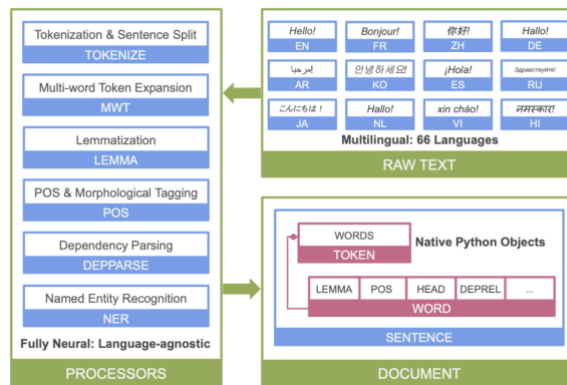 Tokenization & Sentence Split
TOKENIZE
Multi-word Token Expansion
MWT
Lemmatization
LEMMA
POS & Morphological Tagging
POS
Dependency Parsing
DEPPARSE
Named Entity Recognition
NER
Fully Neural: Language-agnostic
PROCESSORS
Hello! Bonjour! 你好! Hallo!
EN FR ZH DE
مرحبا! 안녕하세요! ¡Hola! Здравствуйте!
AR KO ES RU
こんにちは! Hallo! xin chào! नमस्कार!
JA NL VI HI
Multilingual: 66 Languages
RAW TEXT
WORDS
TOKEN
Native Python Objects
LEMMA POS HEAD DEPREL ...
WORD
SENTENCE
DOCUMENT